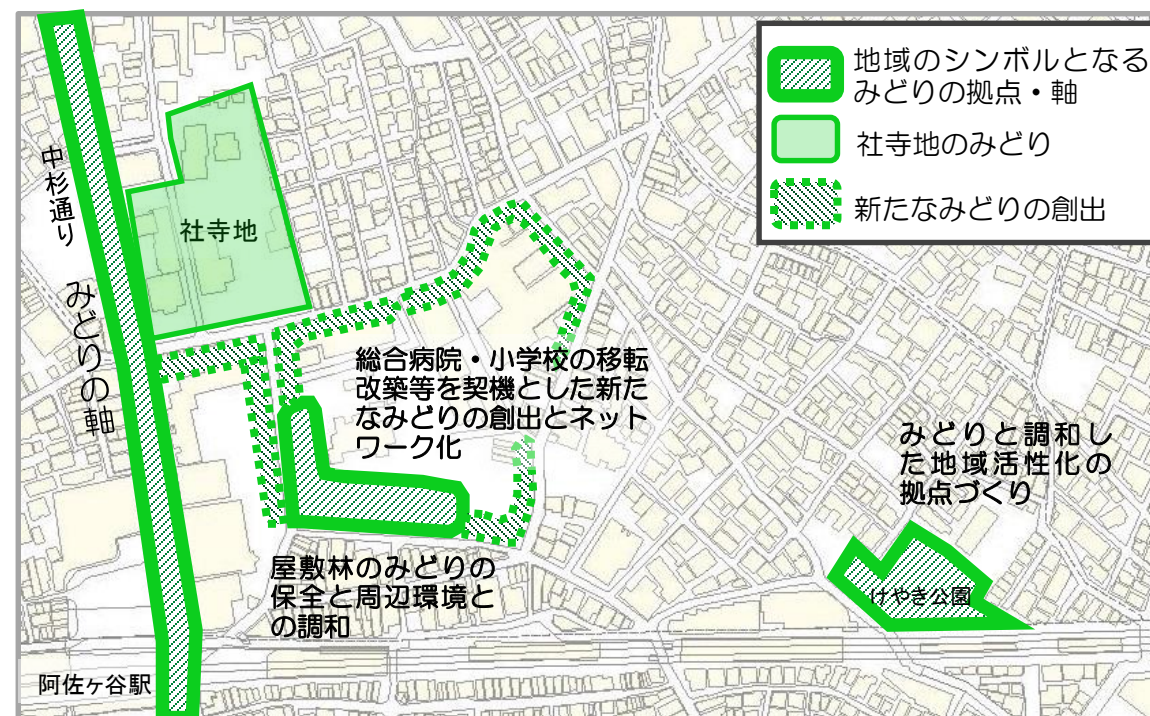 地域のシンボルとなる
みどりの拠点・軸
社寺地のみどり
新たなみどりの創出
中杉通り
みどりの軸
社寺地
総合病院・小学校の移転
改築等を契機とした新た
なみどりの創出とネット
ワーク化
みどりと調和し
た地域活性化の
拠点づくり
屋敷林のみどりの
保全と周辺環境と
の調和
けやき公園
阿佐ヶ谷駅